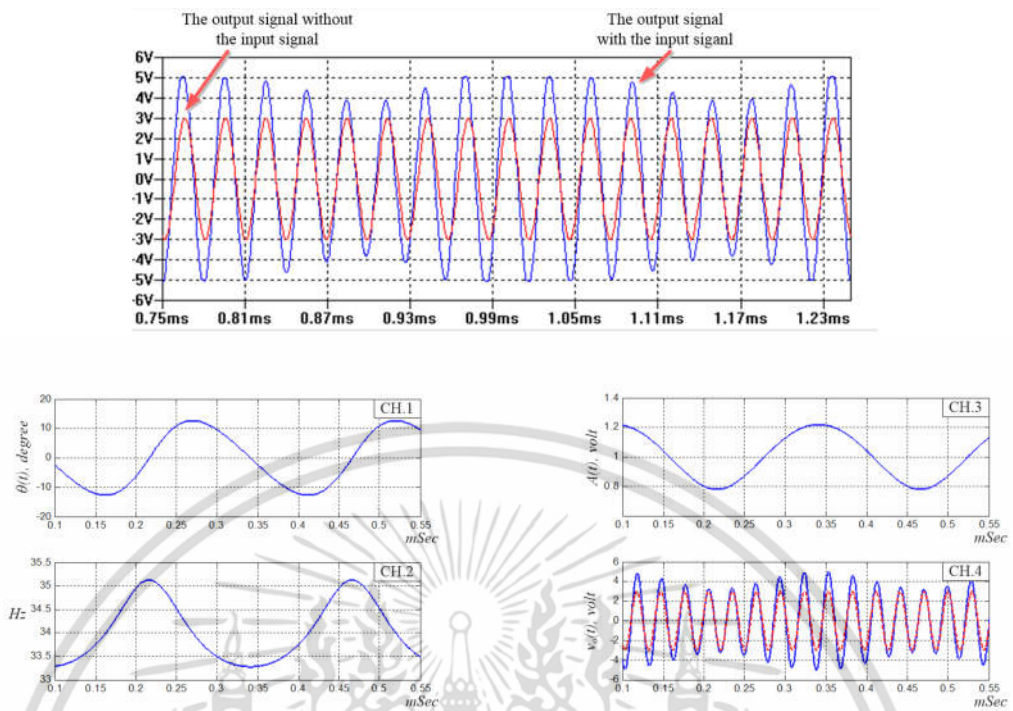 The output signal without
the input signal
The output signal
with the input siganl
6V
5V
4V
3V
2V
1V
0V
-1V
-2V
-3V
-4V
-5V
-6V
0.75ms 0.81ms 0.87ms 0.93ms 0.99ms 1.05ms 1.11ms 1.17ms 1.23ms
CH.1
20
10
0
-10
-20
θ(t), degree
0.1 0.15 0.2 0.25 0.3 0.35 0.4 0.45 0.5 0.55
mSec
CH.3
1.4
1.2
1
0.8
A(t), volt
0.1 0.15 0.2 0.25 0.3 0.35 0.4 0.45 0.5 0.55
mSec
CH.2
35.5
35
34.5
34
33.5
33
Hz
0.1 0.15 0.2 0.25 0.3 0.35 0.4 0.45 0.5 0.55
mSec
CH.4
6
4
2
0
-2
-4
-6
vₒ(t), volt
0.1 0.15 0.2 0.25 0.3 0.35 0.4 0.45 0.5 0.55
mSec